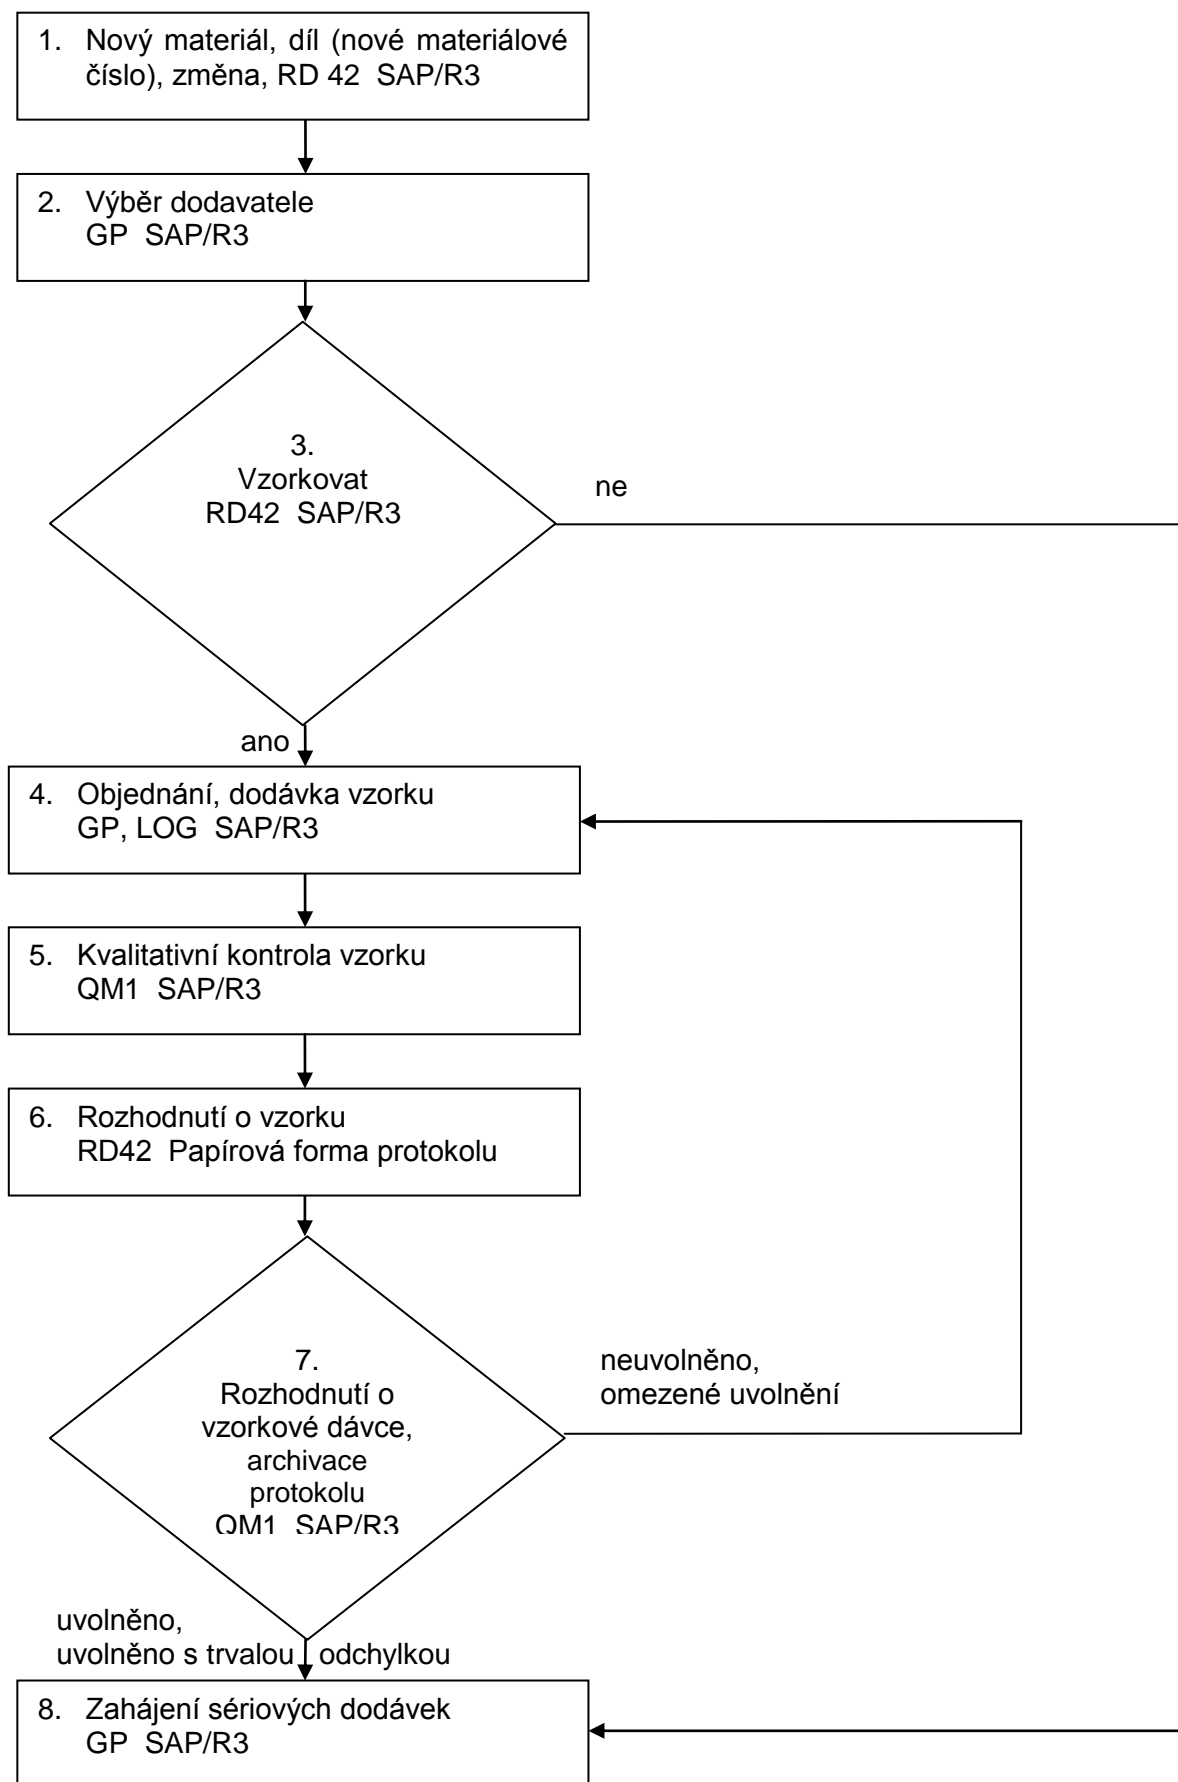 1. Nový materiál, díl (nové materiálové
číslo), změna, RD 42 SAP/R3
2. Výběr dodavatele
GP SAP/R3
3.
Vzorkovat
RD42 SAP/R3
ne
ano
4. Objednání, dodávka vzorku
GP, LOG SAP/R3
5. Kvalitativní kontrola vzorku
QM1 SAP/R3
6. Rozhodnutí o vzorku
RD42 Papírová forma protokolu
7.
Rozhodnutí o
vzorkové dávce,
archivace
protokolu
QM1 SAP/R3
neuvolněno,
omezené uvolnění
uvolněno,
uvolněno s trvalou odchylkou
8. Zahájení sériových dodávek
GP SAP/R3